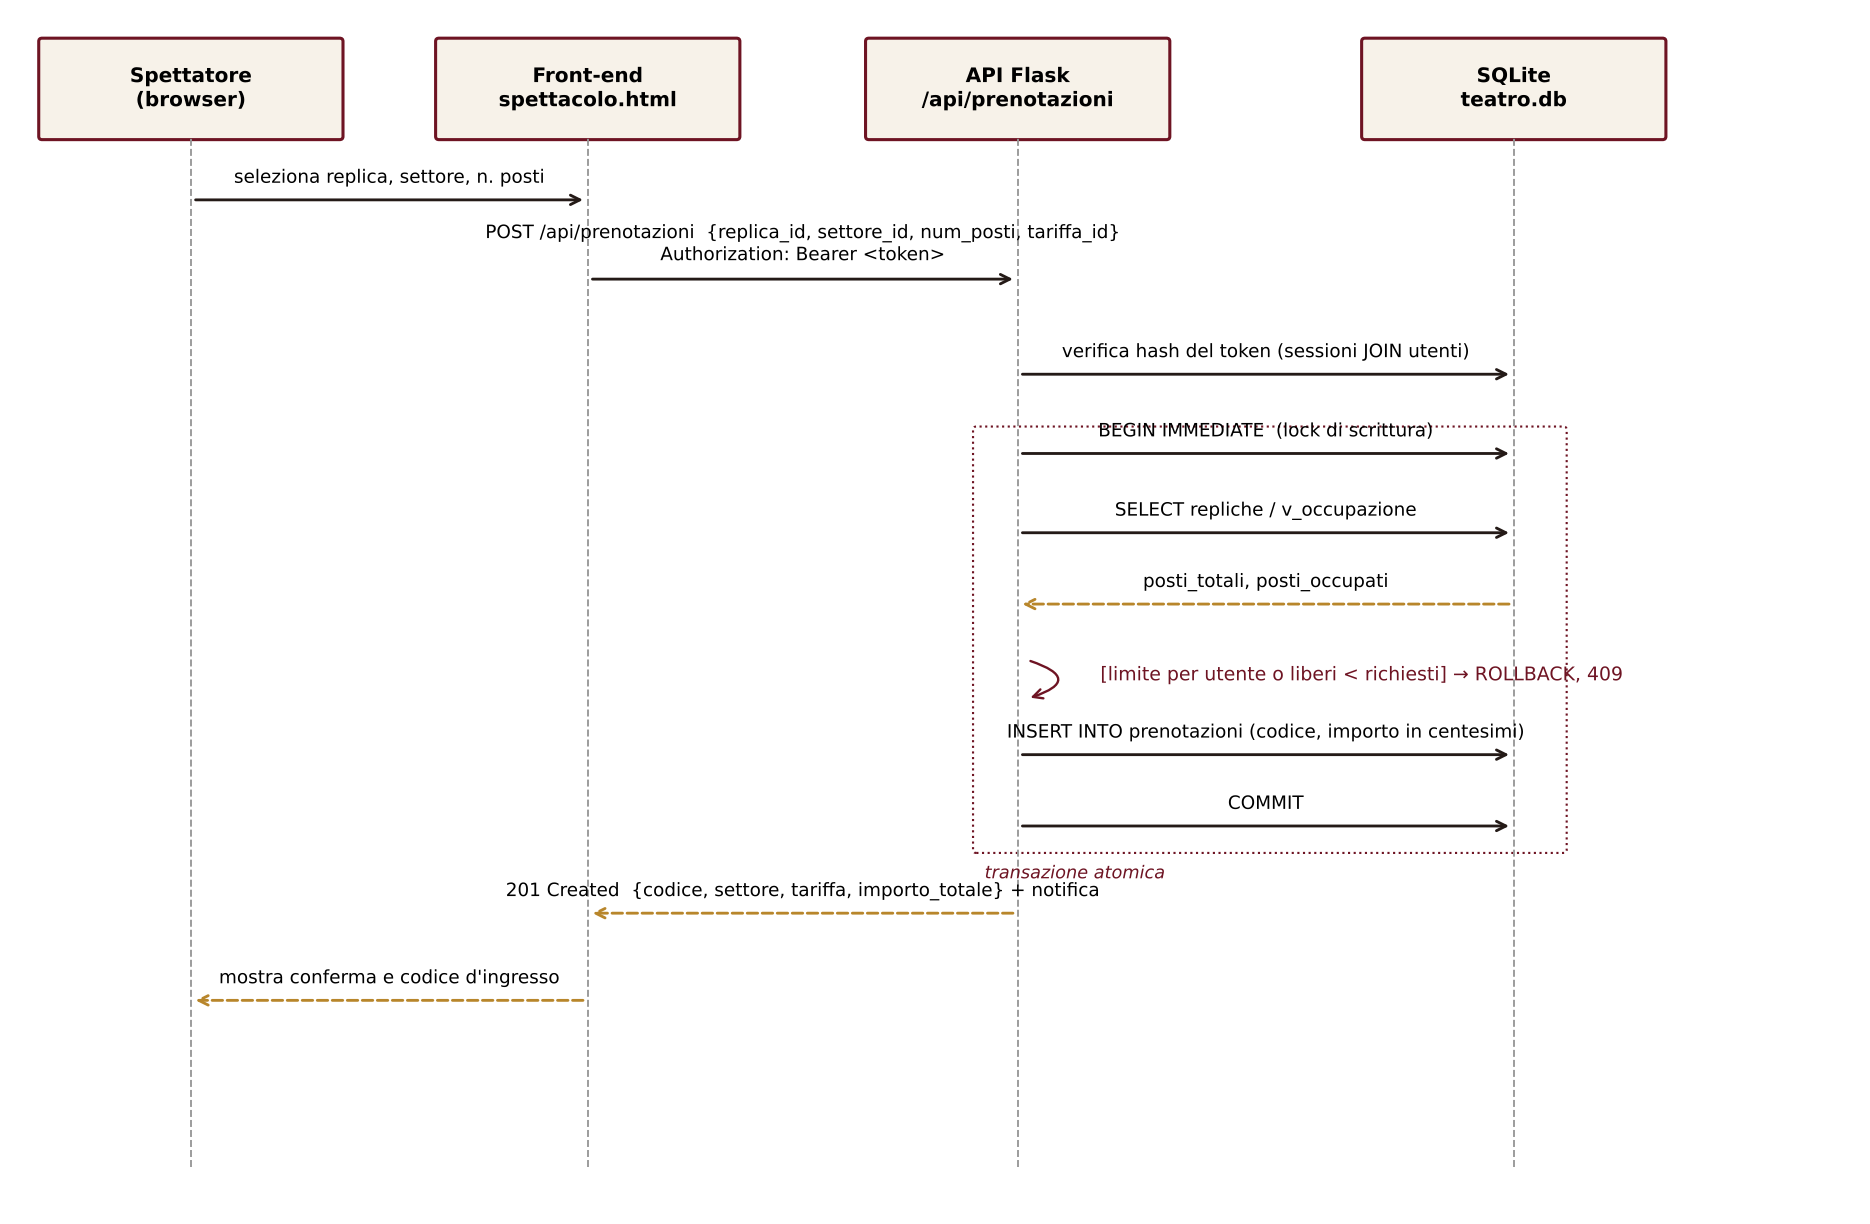 Spettatore
(browser)
Front-end
spettacolo.html
API Flask
/api/prenotazioni
SQLite
teatro.db
seleziona replica, settore, n. posti
POST /api/prenotazioni  {replica_id, settore_id, num_posti, tariffa_id}
Authorization: Bearer <token>
verifica hash del token (sessioni JOIN utenti)
BEGIN IMMEDIATE  (lock di scrittura)
SELECT repliche / v_occupazione
posti_totali, posti_occupati
[limite per utente o liberi < richiesti] → ROLLBACK, 409
INSERT INTO prenotazioni (codice, importo in centesimi)
COMMIT
transazione atomica
201 Created  {codice, settore, tariffa, importo_totale} + notifica
mostra conferma e codice d'ingresso